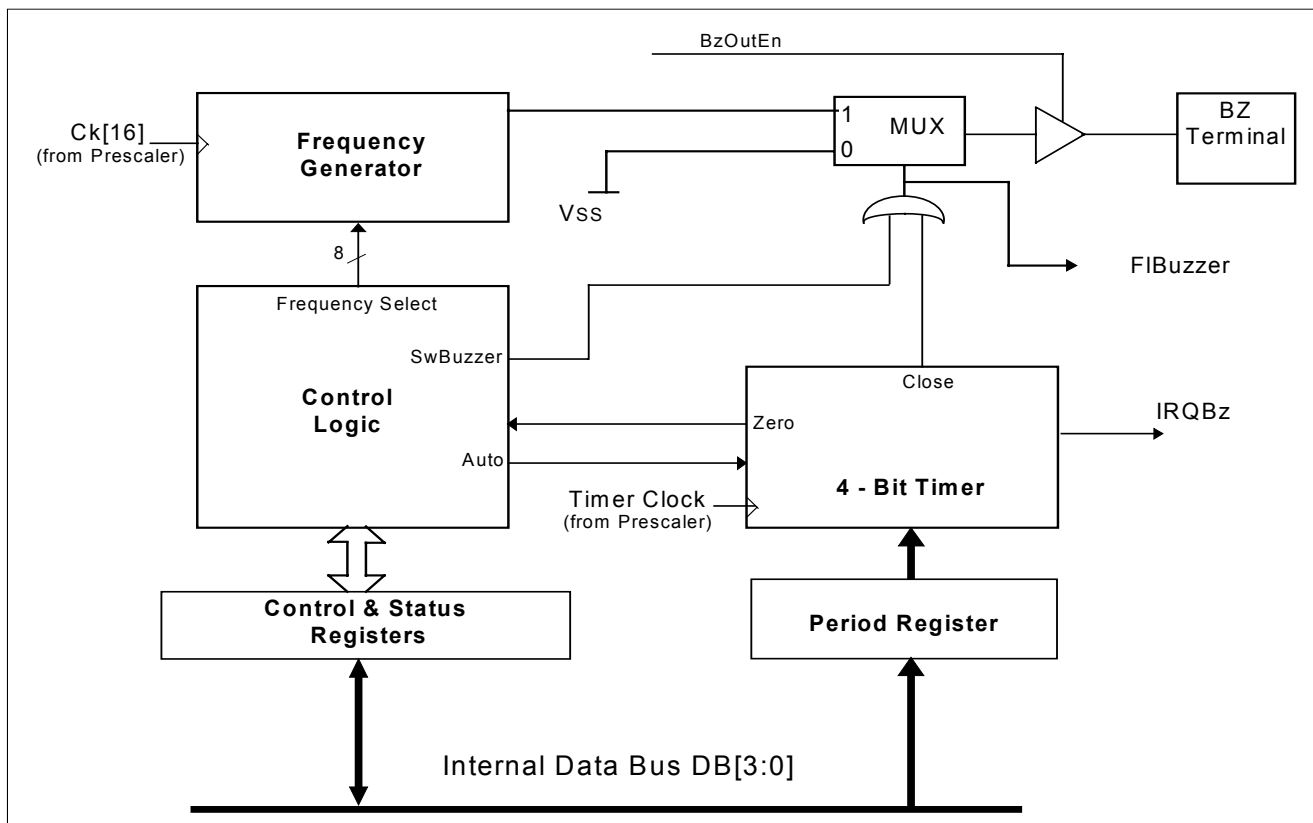 BzOutEn
Ck[16]
(from Prescaler)
Frequency
Generator
1
0
MUX
BZ
Terminal
Vss
8
FlBuzzer
Frequency Select
SwBuzzer
Control
Logic
Auto
Close
Zero
IRQBz
4 - Bit Timer
Timer Clock
(from Prescaler)
Control & Status
Registers
Period Register
Internal Data Bus DB[3:0]